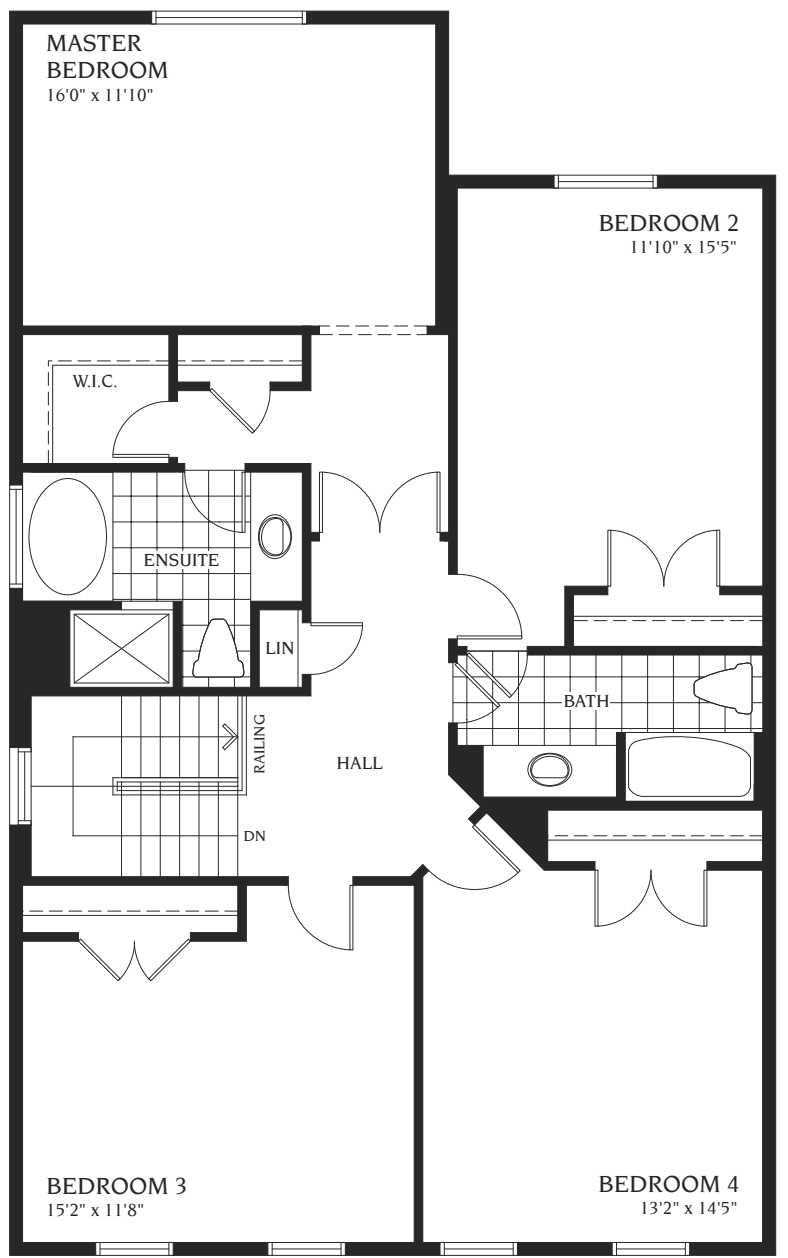 MASTER
BEDROOM
16'0" x 11'10"
BEDROOM 2
11'10" x 15'5"
W.I.C.
ENSUITE
LIN
BATH
RAILING
HALL
DN
BEDROOM 3
15'2" x 11'8"
BEDROOM 4
13'2" x 14'5"